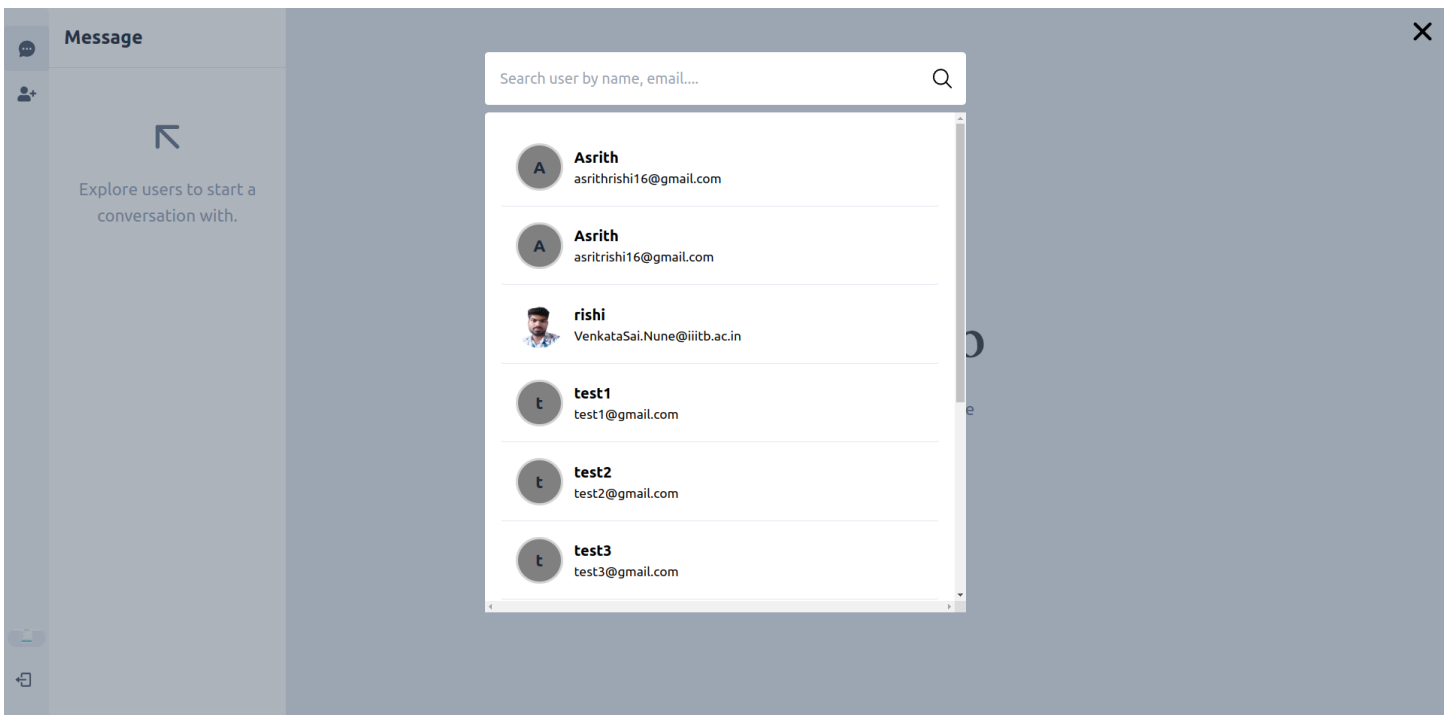 Message
Explore users to start a
conversation with.
Search user by name, email....
A
Asrith
asrithrishi16@gmail.com
A
Asrith
asritrishi16@gmail.com
rishi
VenkataSai.Nune@iiitb.ac.in
t
test1
test1@gmail.com
t
test2
test2@gmail.com
t
test3
test3@gmail.com